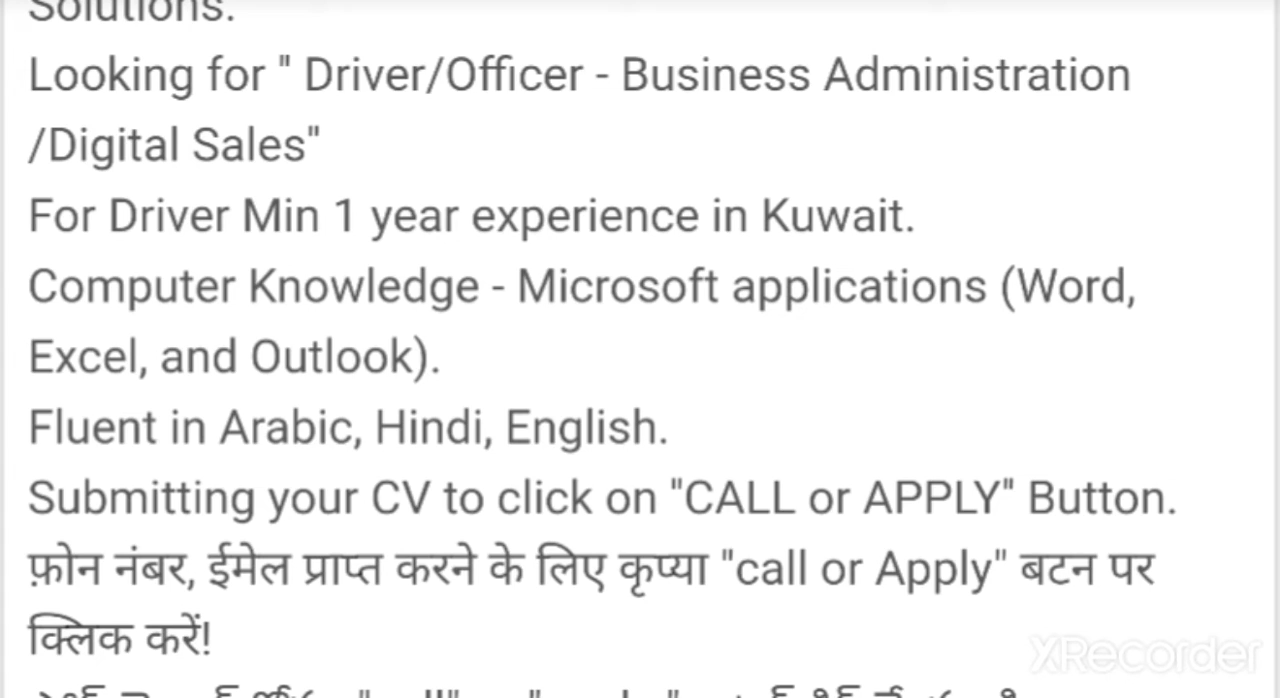 Solutions.
Looking for " Driver/Officer - Business Administration
/Digital Sales"
For Driver Min 1 year experience in Kuwait.
Computer Knowledge - Microsoft applications (Word,
Excel, and Outlook).
Fluent in Arabic, Hindi, English.
Submitting your CV to click on "CALL or APPLY" Button.
फ़ोन नंबर, ईमेल प्राप्त करने के लिए कृप्या "call or Apply" बटन पर
क्लिक करें!
XRecorder